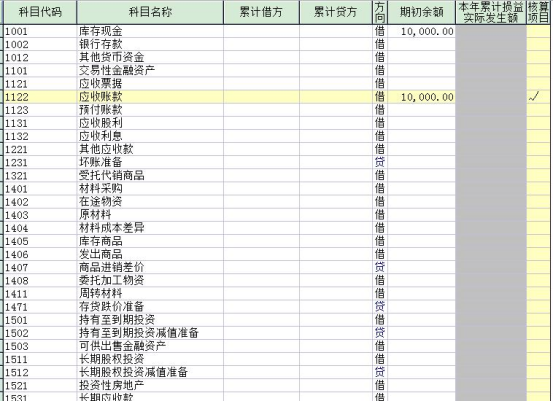 科目代码 科目名称 累计借方 累计贷方 方向 期初余额 本年累计损益实际发生额 核算项目
1001 库存现金 借 10,000.00
1002 银行存款 借
1012 其他货币资金 借
1101 交易性金融资产 借
1121 应收票据 借
1122 应收账款 借 10,000.00 √
1123 预付账款 借
1131 应收股利 借
1132 应收利息 借
1221 其他应收款 借
1231 坏账准备 贷
1321 受托代销商品 借
1401 材料采购 借
1402 在途物资 借
1403 原材料 借
1404 材料成本差异 借
1405 库存商品 借
1406 发出商品 借
1407 商品进销差价 贷
1408 委托加工物资 借
1411 周转材料 借
1471 存货跌价准备 贷
1501 持有至到期投资 借
1502 持有至到期投资减值准备 贷
1503 可供出售金融资产 借
1511 长期股权投资 借
1512 长期股权投资减值准备 贷
1521 投资性房地产 借
1531 长期应收款 借